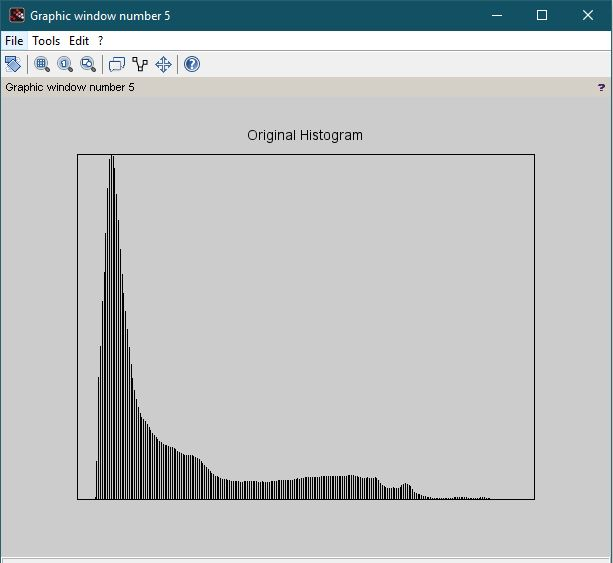 Graphic window number 5
File Tools Edit ?
Graphic window number 5 ?
Original Histogram